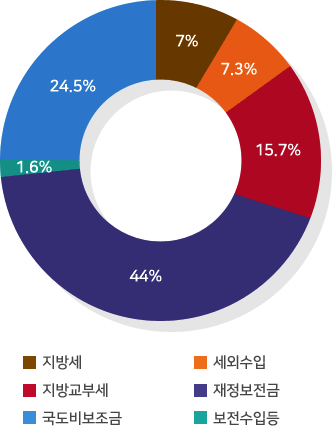 7%
7.3%
24.5%
15.7%
1.6%
44%
지방세 세외수입
지방교부세 재정보전금
국도비보조금 보전수입등